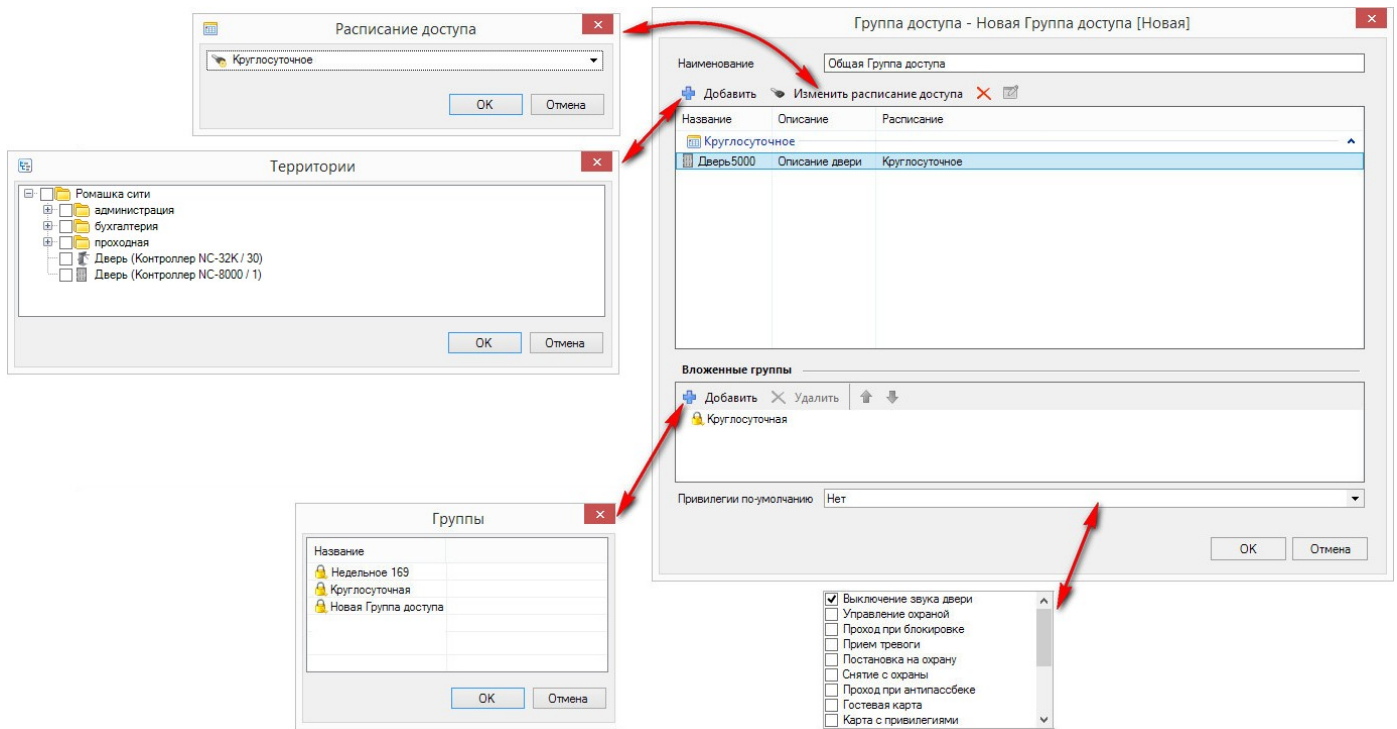 Расписание доступа
Круглосуточное
OK Отмена
Территории
Ромашка сити
администрация
бухгалтерия
проходная
Дверь (Контроллер NC-32K / 30)
Дверь (Контроллер NC-8000 / 1)
OK Отмена
Группа доступа - Новая Группа доступа [Новая]
Наименование Общая Группа доступа
Добавить Изменить расписание доступа
Название Описание Расписание
Круглосуточное
Дверь5000 Описание двери Круглосуточное
Вложенные группы
Добавить Удалить
Круглосуточная
Привилегии по-умолчанию Нет
OK Отмена
Группы
Название
Недельное 169
Круглосуточная
Новая Группа доступа
OK Отмена
Выключение звука двери
Управление охраной
Проход при блокировке
Прием тревоги
Постановка на охрану
Снятие с охраны
Проход при антипассбеке
Гостевая карта
Карта с привилегиями